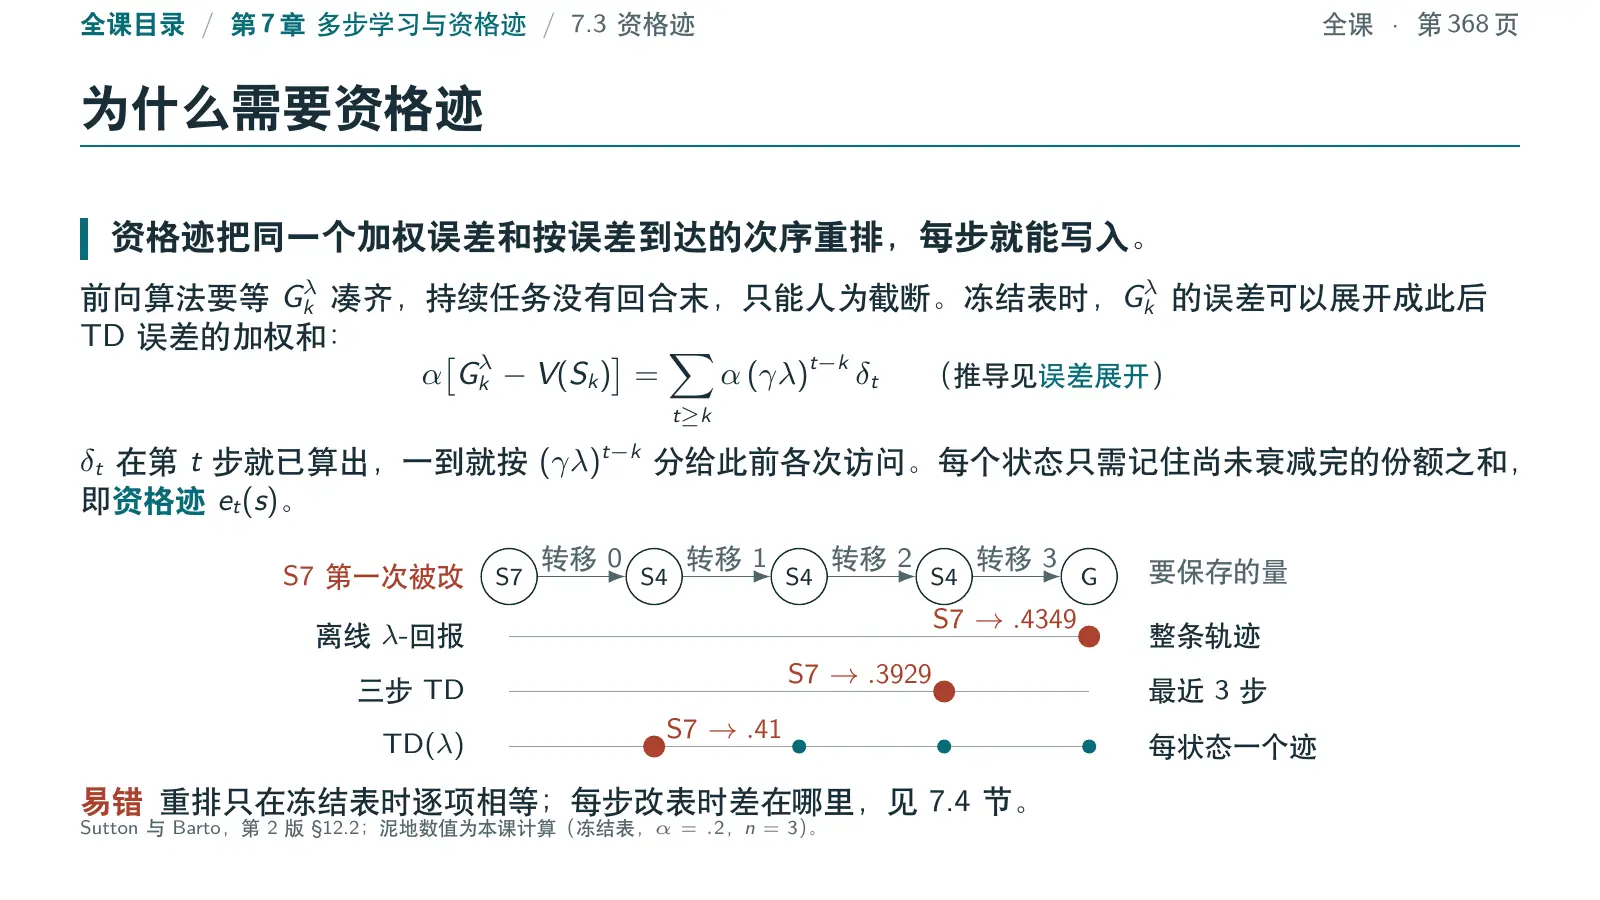 全课目录 / 第 7 章 多步学习与资格迹 / 7.3 资格迹
全课 · 第 368 页
为什么需要资格迹
资格迹把同一个加权误差和按误差到达的次序重排，每步就能写入。
前向算法要等 G_k^λ 凑齐，持续任务没有回合末，只能人为截断。冻结表时，G_k^λ 的误差可以展开成此后
TD 误差的加权和：
α[G_k^λ − V(S_k)] = ∑_{t≥k} α (γλ)^{t−k} δ_t （推导见误差展开）
δ_t 在第 t 步就已算出，一到就按 (γλ)^{t−k} 分给此前各次访问。每个状态只需记住尚未衰减完的份额之和，
即资格迹 e_t(s)。
S7 第一次被改 S7 转移 0 S4 转移 1 S4 转移 2 S4 转移 3 G 要保存的量
离线 λ-回报 S7 → .4349 整条轨迹
三步 TD S7 → .3929 最近 3 步
TD(λ) S7 → .41 每状态一个迹
易错 重排只在冻结表时逐项相等；每步改表时差在哪里，见 7.4 节。
Sutton 与 Barto，第 2 版 §12.2；泥地数值为本课计算（冻结表，α = .2，n = 3）。